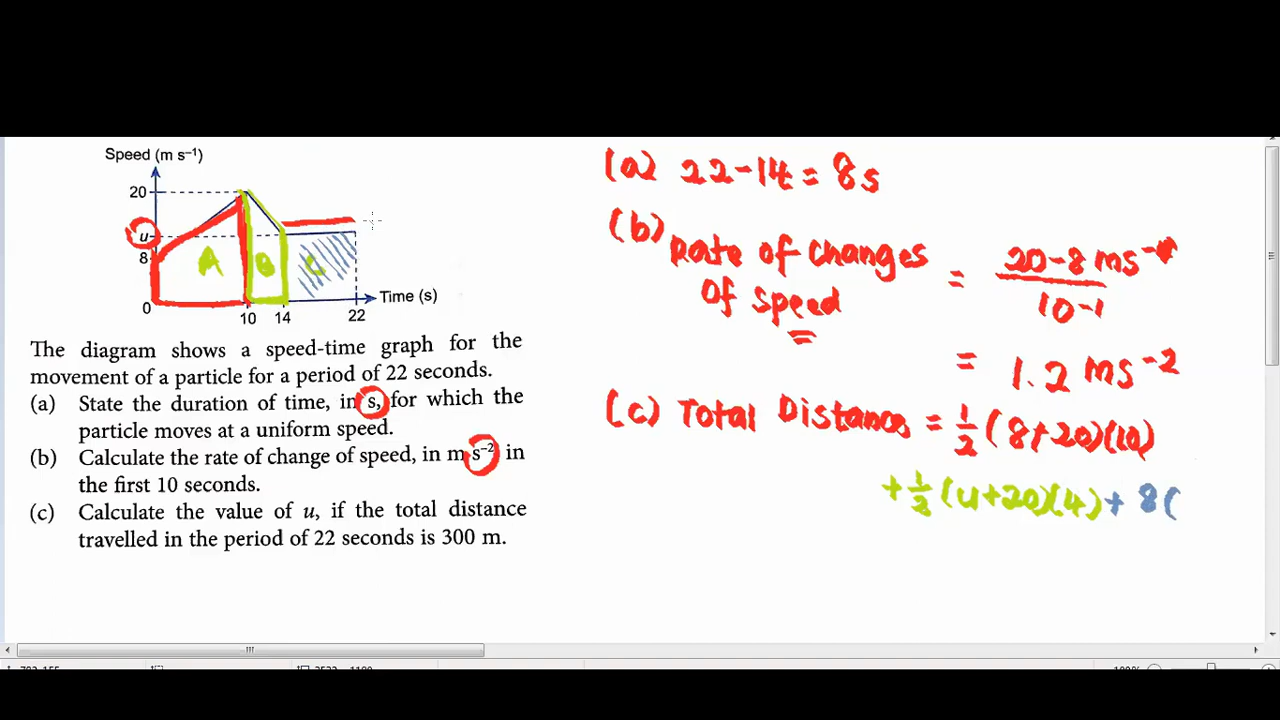 Speed (m s⁻¹)
20
u
8
0
A
B
C
10
14
22
Time (s)
The diagram shows a speed-time graph for the
movement of a particle for a period of 22 seconds.
(a) State the duration of time, in s, for which the
particle moves at a uniform speed.
(b) Calculate the rate of change of speed, in m s⁻², in
the first 10 seconds.
(c) Calculate the value of u, if the total distance
travelled in the period of 22 seconds is 300 m.
(a) 22-14 = 8s
(b) Rate of changes
of speed
= 20-8 ms⁻¹
10-1
= 1.2 ms⁻²
(c) Total Distance = 1/2 (8+20)(10)
+ 1/2 (u+20)(4) + 8(